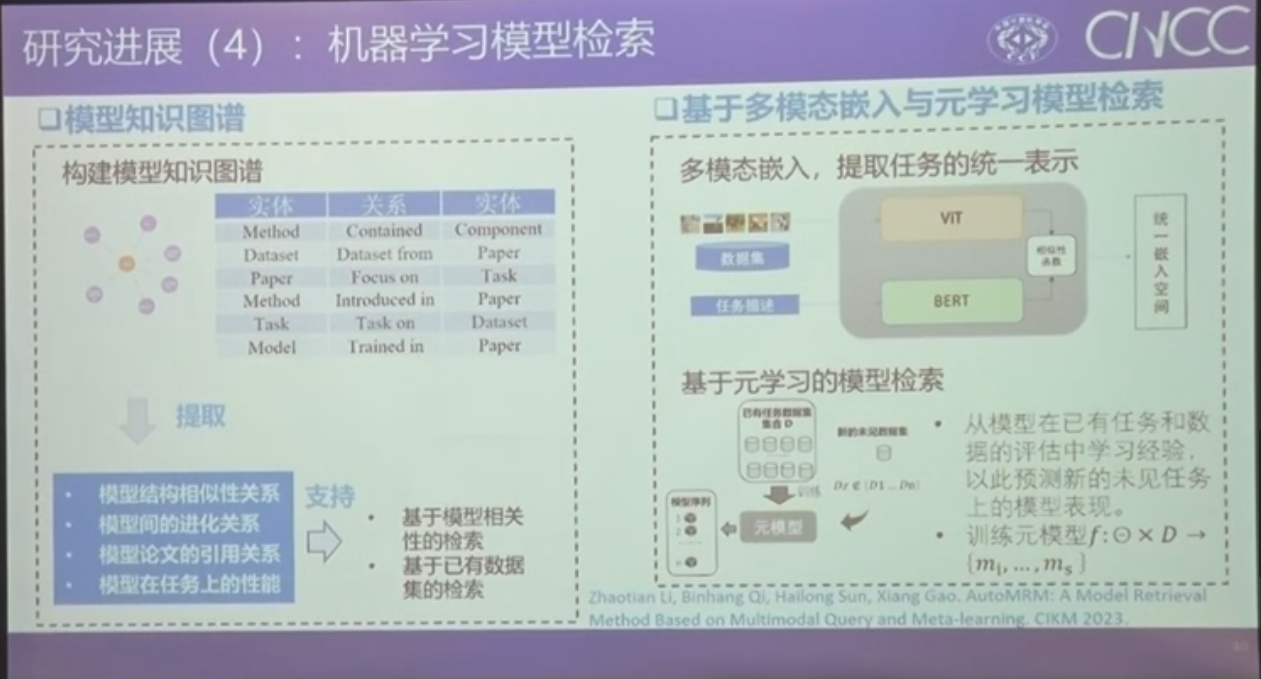 研究进展（4）：机器学习模型检索
CNCC
CCF
□模型知识图谱
构建模型知识图谱
实体 关系 实体
Method Contained Component
Dataset Dataset from Paper
Paper Focus on Task
Method Introduced in Paper
Task Task on Dataset
Model Trained in Paper
提取
• 模型结构相似性关系
• 模型间的进化关系
• 模型论文的引用关系
• 模型在任务上的性能
支持
• 基于模型相关
性的检索
• 基于已有数据
集的检索
□基于多模态嵌入与元学习模型检索
多模态嵌入，提取任务的统一表示
数据集
任务描述
ViT
BERT
相似性
函数
统一嵌入空间
基于元学习的模型检索
已有任务数据集
集合 D
新的未见数据集
训练
Dz ∉ {D1 ... Dn}
模型序列
1
2
n
元模型
• 从模型在已有任务和数
据的评估中学习经验，
以此预测新的未见任务
上的模型表现。
• 训练元模型f:Θ × D →
{mᵢ, ... , mₛ}
Zhaotian Li, Binhang Qi, Hailong Sun, Xiang Gao. AutoMRM: A Model Retrieval
Method Based on Multimodal Query and Meta-learning. CIKM 2023.
40